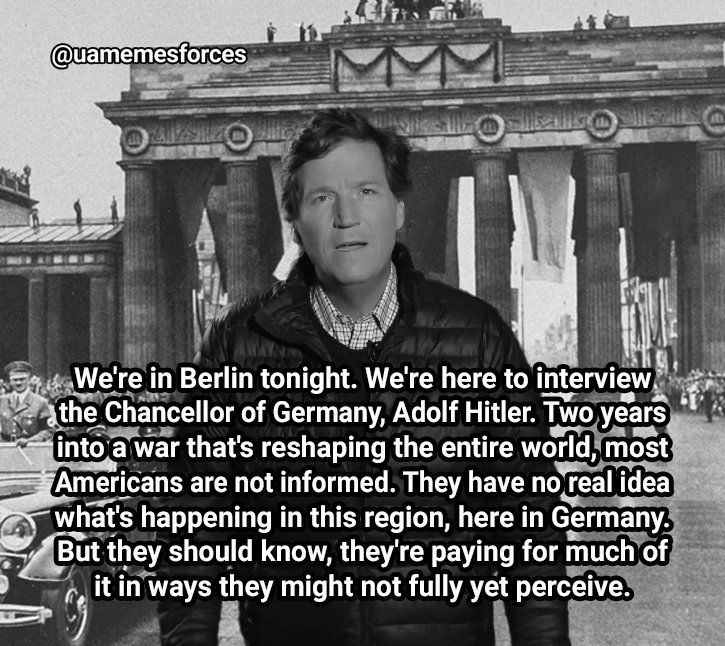 @uamemesforces
We're in Berlin tonight. We're here to interview
the Chancellor of Germany, Adolf Hitler. Two years
into a war that's reshaping the entire world, most
Americans are not informed. They have no real idea
what's happening in this region, here in Germany.
But they should know, they're paying for much of
it in ways they might not fully yet perceive.